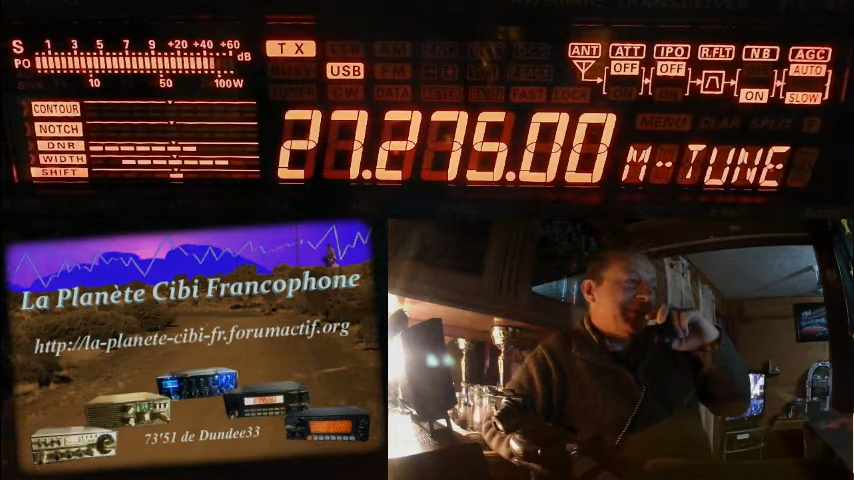 S 1 3 5 7 9 +20 +40 +60 dB
PO
10 50 100W
TX
USB
ANT ATT IPO R.FLT NB AGC
OFF OFF AUTO
ON SLOW
CONTOUR
NOTCH
DNR
WIDTH
SHIFT
27.275.00 M-TUNE
La Planète Cibi Francophone
http://la-planete-cibi-fr.forumactif.org
73'51 de Dundee33